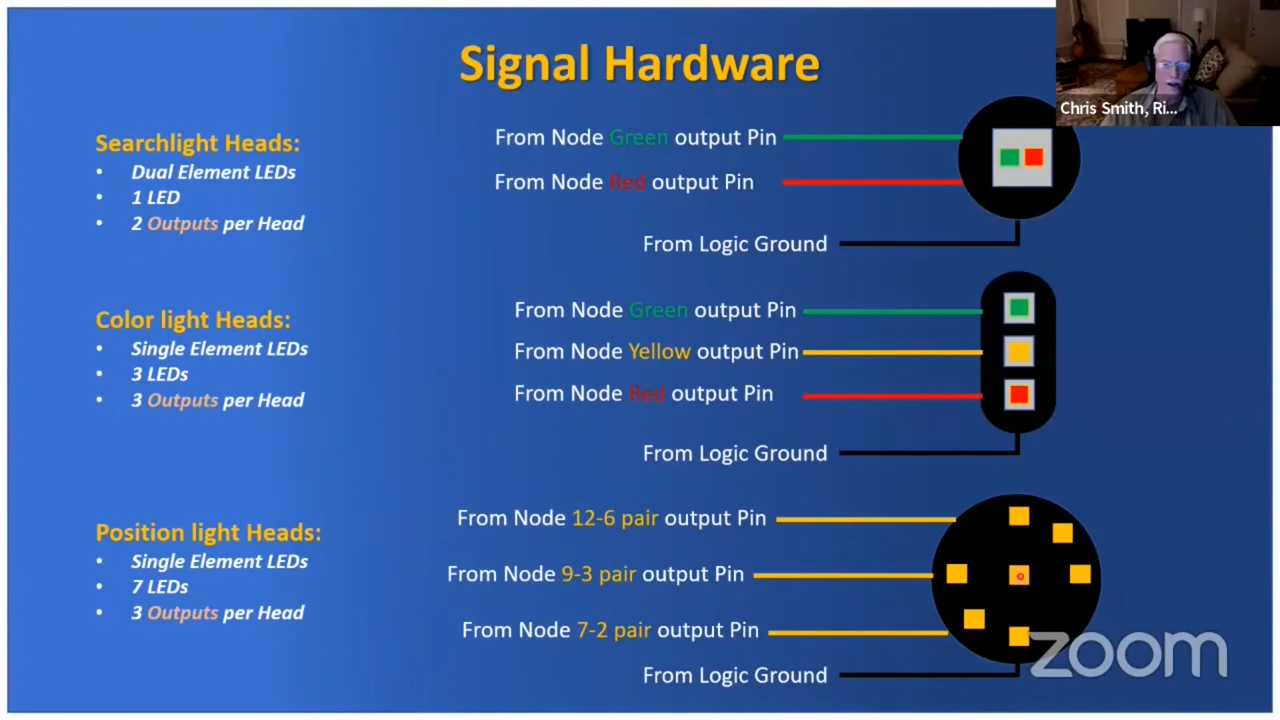 Signal Hardware
Chris Smith, Ri...
Searchlight Heads:
• Dual Element LEDs
• 1 LED
• 2 Outputs per Head
From Node Green output Pin
From Node Red output Pin
From Logic Ground
Color light Heads:
• Single Element LEDs
• 3 LEDs
• 3 Outputs per Head
From Node Green output Pin
From Node Yellow output Pin
From Node Red output Pin
From Logic Ground
Position light Heads:
• Single Element LEDs
• 7 LEDs
• 3 Outputs per Head
From Node 12-6 pair output Pin
From Node 9-3 pair output Pin
From Node 7-2 pair output Pin
From Logic Ground
zoom